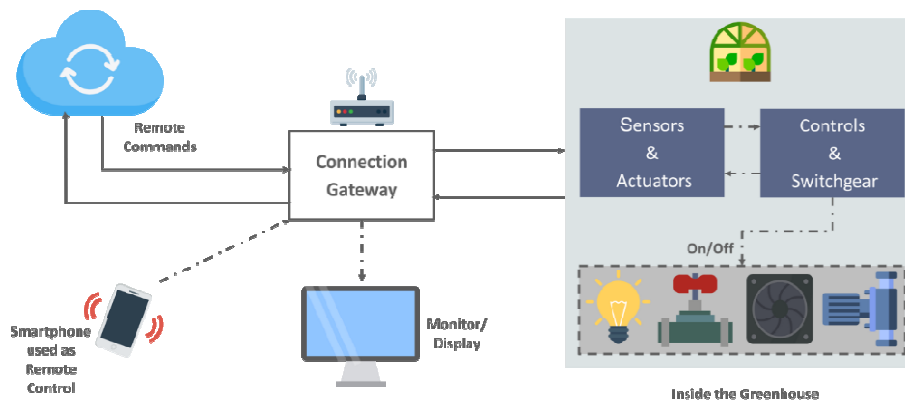 Remote
Commands
Connection
Gateway
Sensors
&
Actuators
Controls
&
Switchgear
On/Off
Smartphone
used as
Remote
Control
Monitor/
Display
Inside the Greenhouse